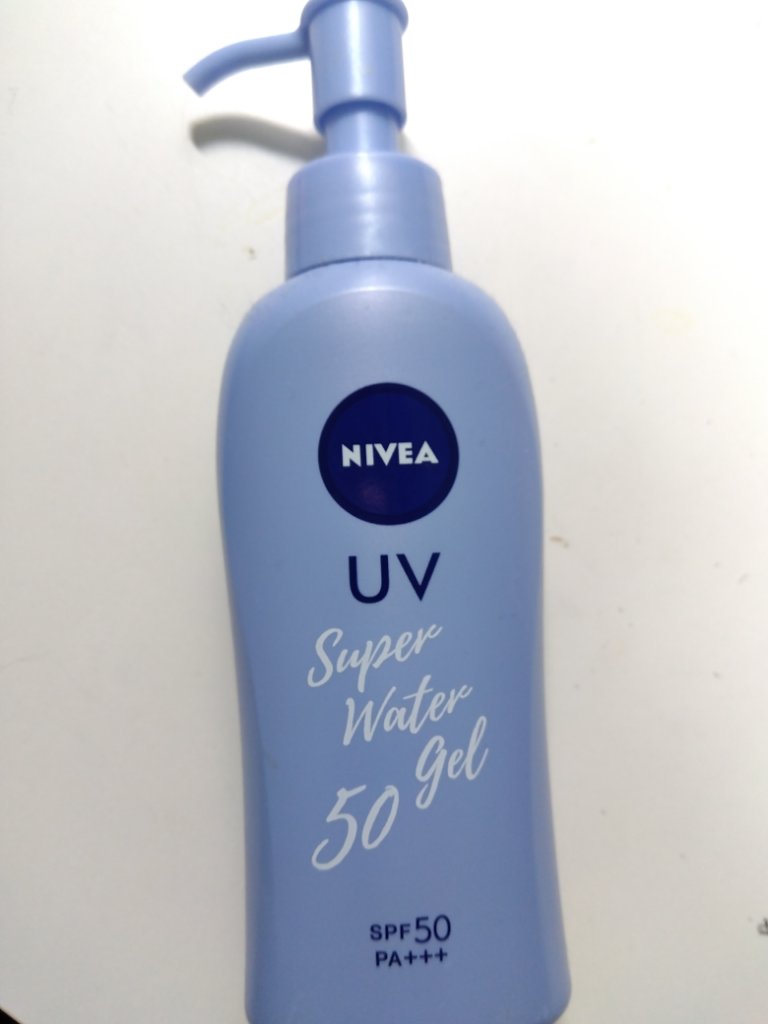 NIVEA
UV
Super
Water
Gel
50
SPF50
PA+++